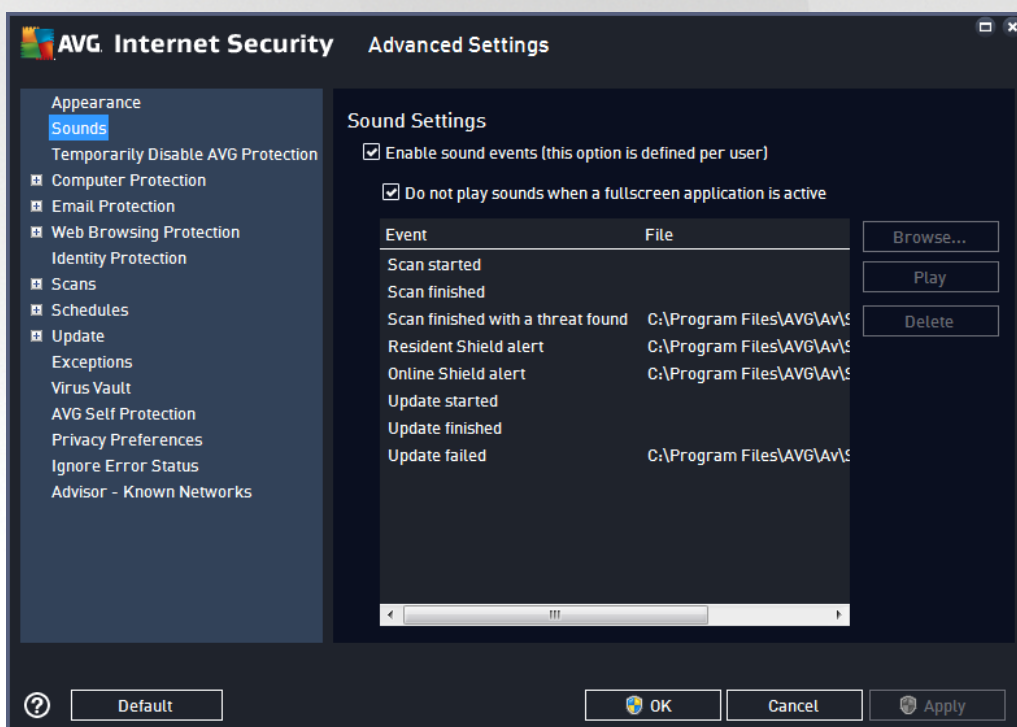 AVG. Internet Security Advanced Settings
Appearance
Sounds
Temporarily Disable AVG Protection
Computer Protection
Email Protection
Web Browsing Protection
Identity Protection
Scans
Schedules
Update
Exceptions
Virus Vault
AVG Self Protection
Privacy Preferences
Ignore Error Status
Advisor - Known Networks
Sound Settings
Enable sound events (this option is defined per user)
Do not play sounds when a fullscreen application is active
Event File
Scan started
Scan finished
Scan finished with a threat found C:\Program Files\AVG\Av\S
Resident Shield alert C:\Program Files\AVG\Av\S
Online Shield alert C:\Program Files\AVG\Av\S
Update started
Update finished
Update failed C:\Program Files\AVG\Av\S
Browse...
Play
Delete
Default OK Cancel Apply